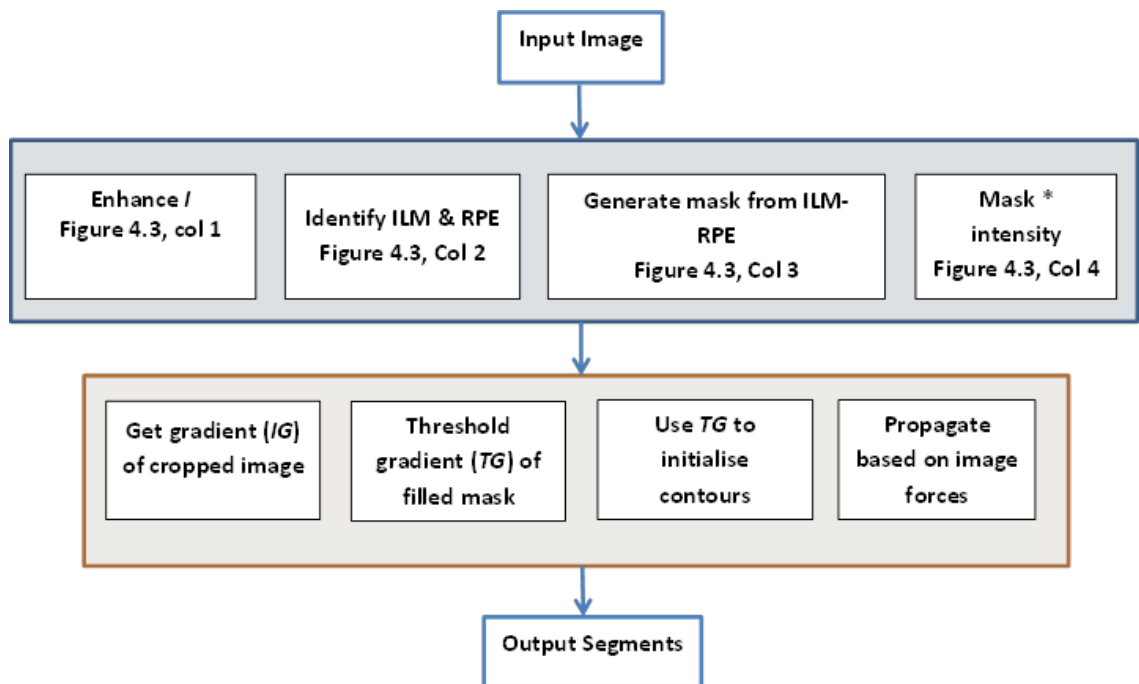 Input Image
Enhance I
Figure 4.3, col 1
Identify ILM & RPE
Figure 4.3, Col 2
Generate mask from ILM-
RPE
Figure 4.3, Col 3
Mask *
intensity
Figure 4.3, Col 4
Get gradient (IG)
of cropped image
Threshold
gradient (TG) of
filled mask
Use TG to
initialise
contours
Propagate
based on image
forces
Output Segments